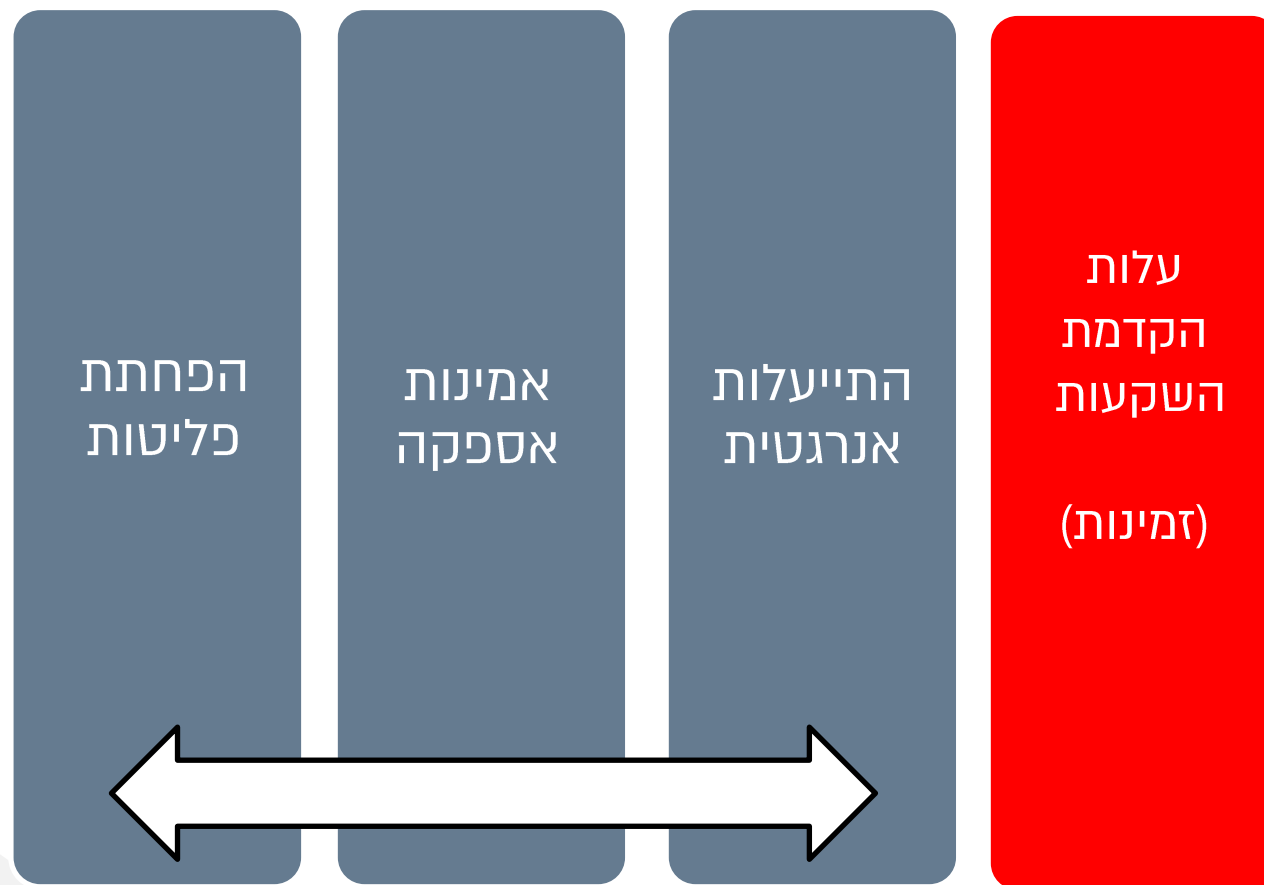 עלות
הקדמת
השקעות
(זמינות)
התייעלות
אנרגטית
אמינות
אספקה
הפחתת
פליטות